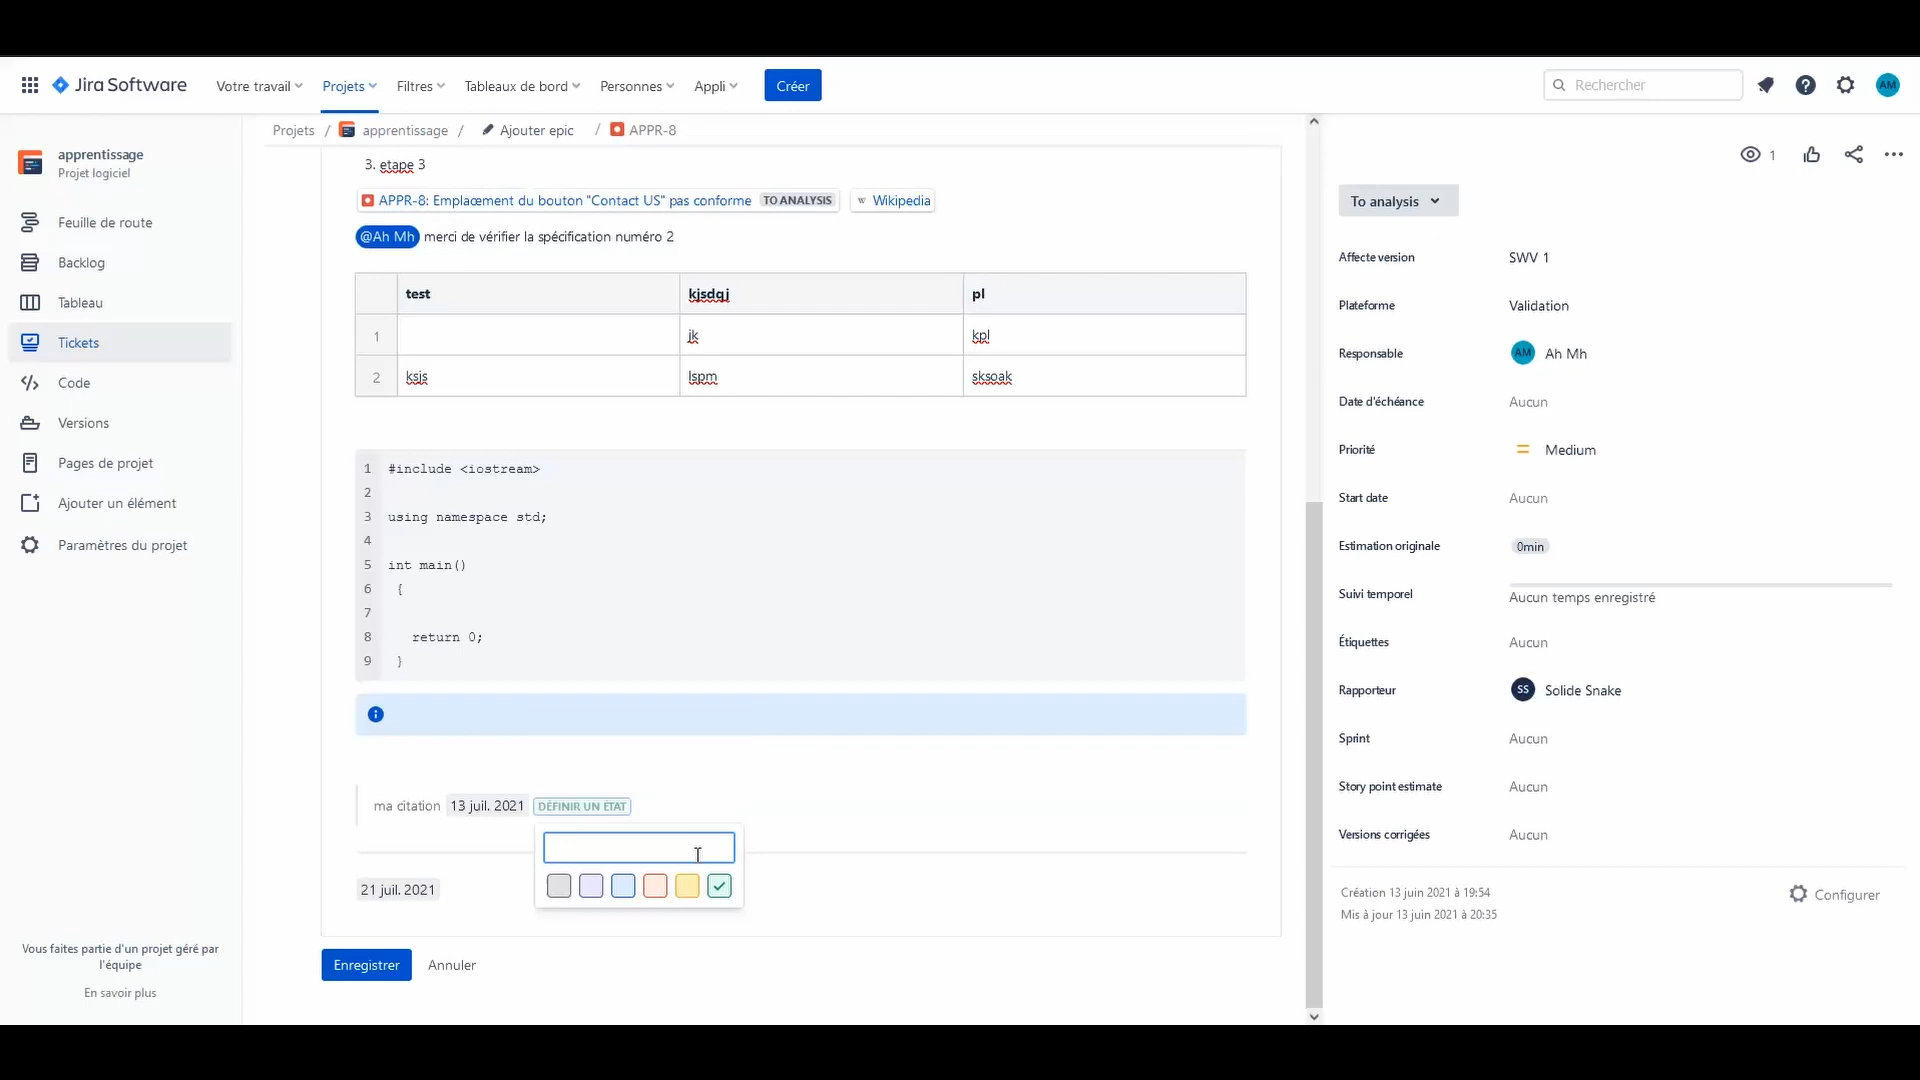 Jira Software
Votre travail
Projets
Filtres
Tableaux de bord
Personnes
Appli
Créer
Rechercher
AM
apprentissage
Projet logiciel
Feuille de route
Backlog
Tableau
Tickets
Code
Versions
Pages de projet
Ajouter un élément
Paramètres du projet
Vous faites partie d'un projet géré par
l'équipe
En savoir plus
Projets / apprentissage / Ajouter epic / APPR-8
3. etape 3
APPR-8: Emplacement du bouton "Contact US" pas conforme TO ANALYSIS W Wikipedia
@Ah Mh merci de vérifier la spécification numéro 2
test kjsdqj pl
1 jk kpl
2 ksjs lspm sksoak
1 #include <iostream>
2
3 using namespace std;
4
5 int main()
6 {
7
8 return 0;
9 }
ma citation 13 juil. 2021 DÉFINIR UN ÉTAT
21 juil. 2021
Enregistrer Annuler
1
To analysis
Affecte version SWV 1
Plateforme Validation
Responsable AM Ah Mh
Date d'échéance Aucun
Priorité Medium
Start date Aucun
Estimation originale 0min
Suivi temporel Aucun temps enregistré
Étiquettes Aucun
Rapporteur SS Solide Snake
Sprint Aucun
Story point estimate Aucun
Versions corrigées Aucun
Création 13 juin 2021 à 19:54
Mis à jour 13 juin 2021 à 20:35
Configurer